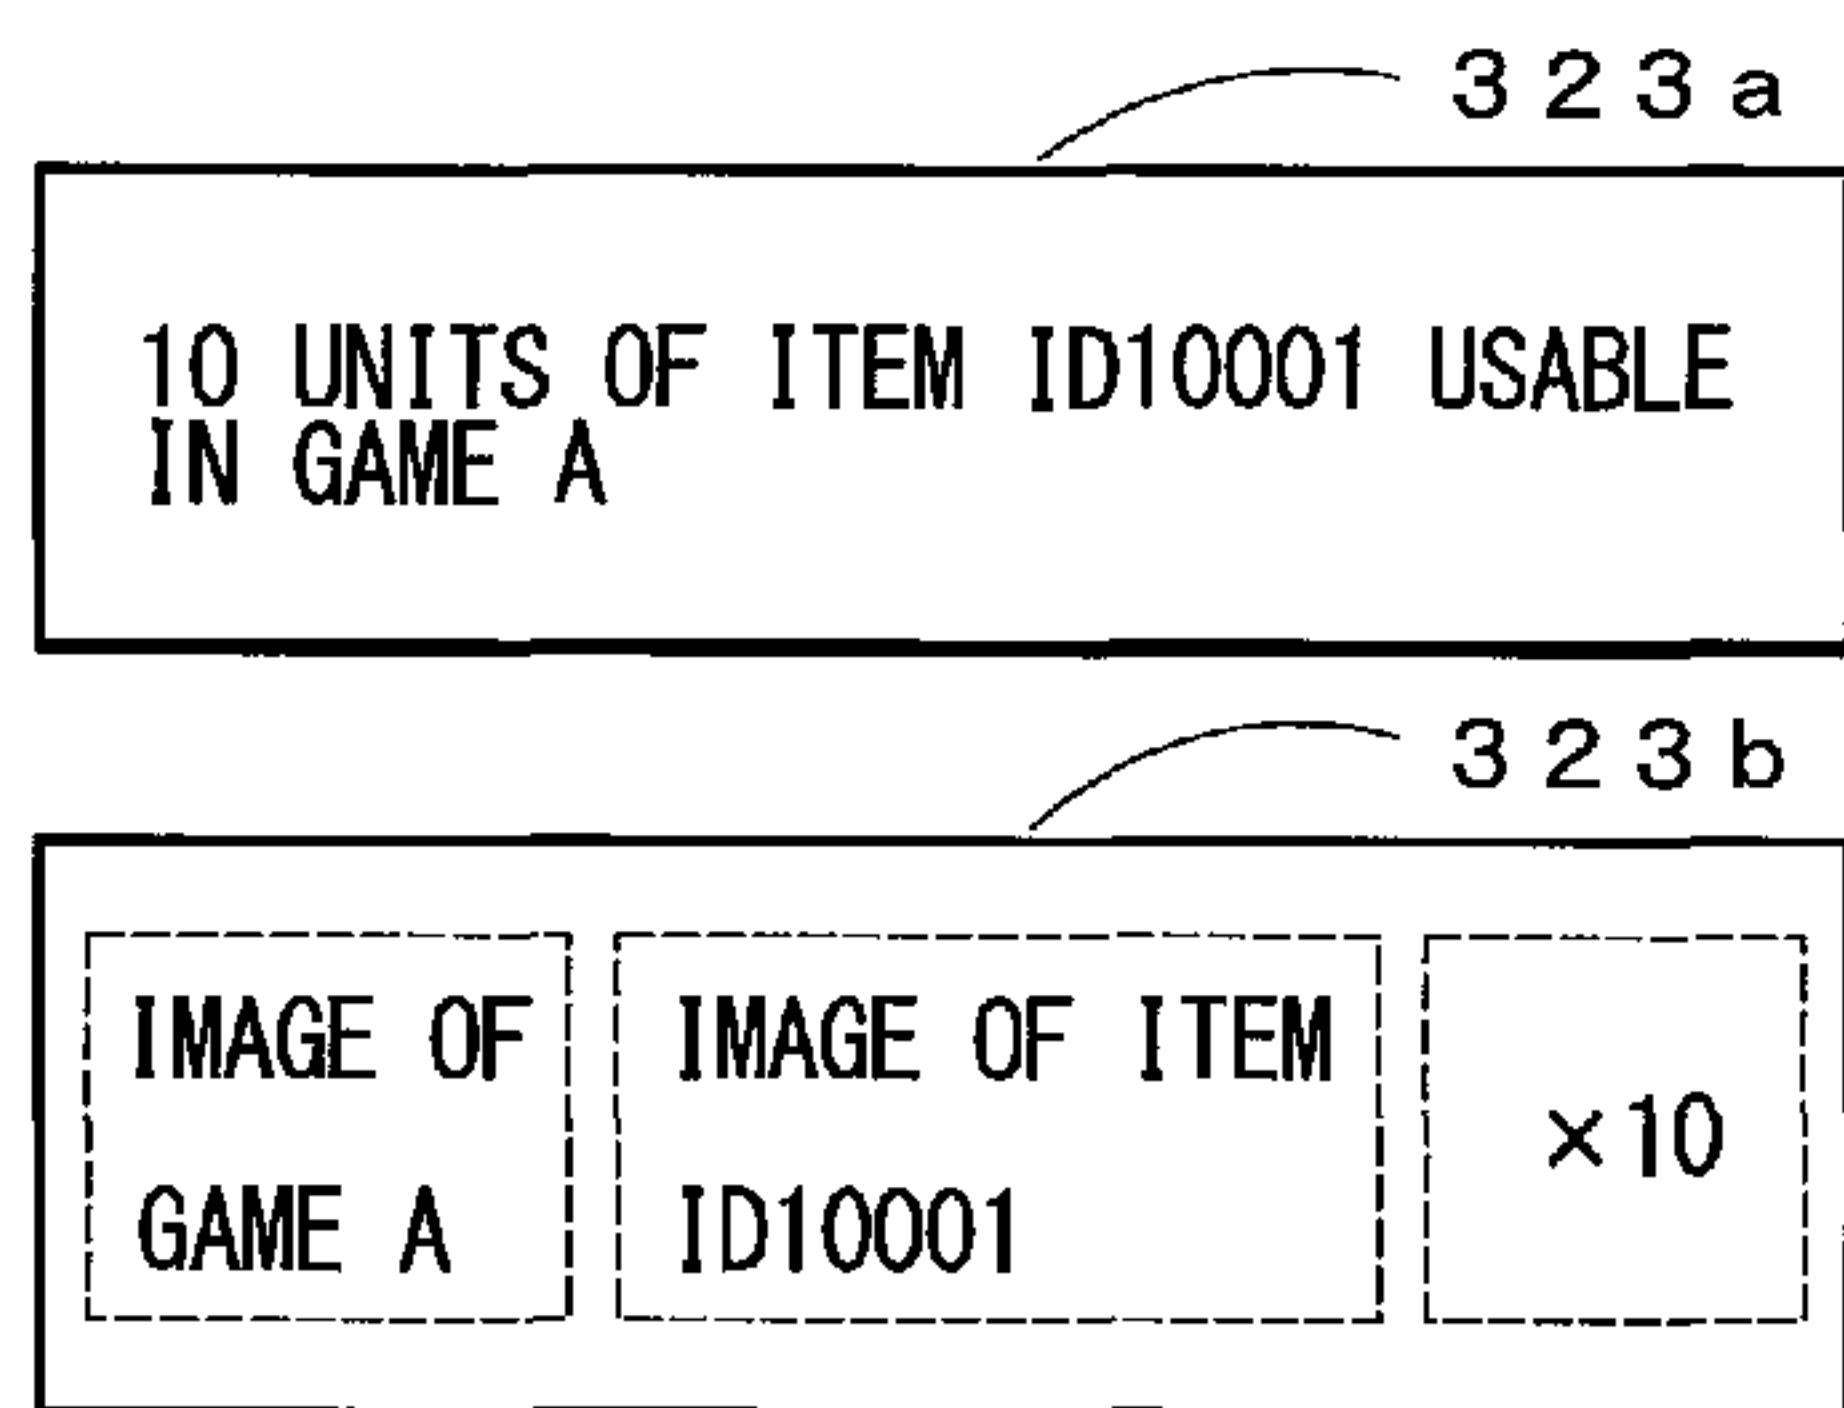 323a
10 UNITS OF ITEM ID10001 USABLE
IN GAME A
323b
IMAGE OF
GAME A
IMAGE OF ITEM
ID10001
×10